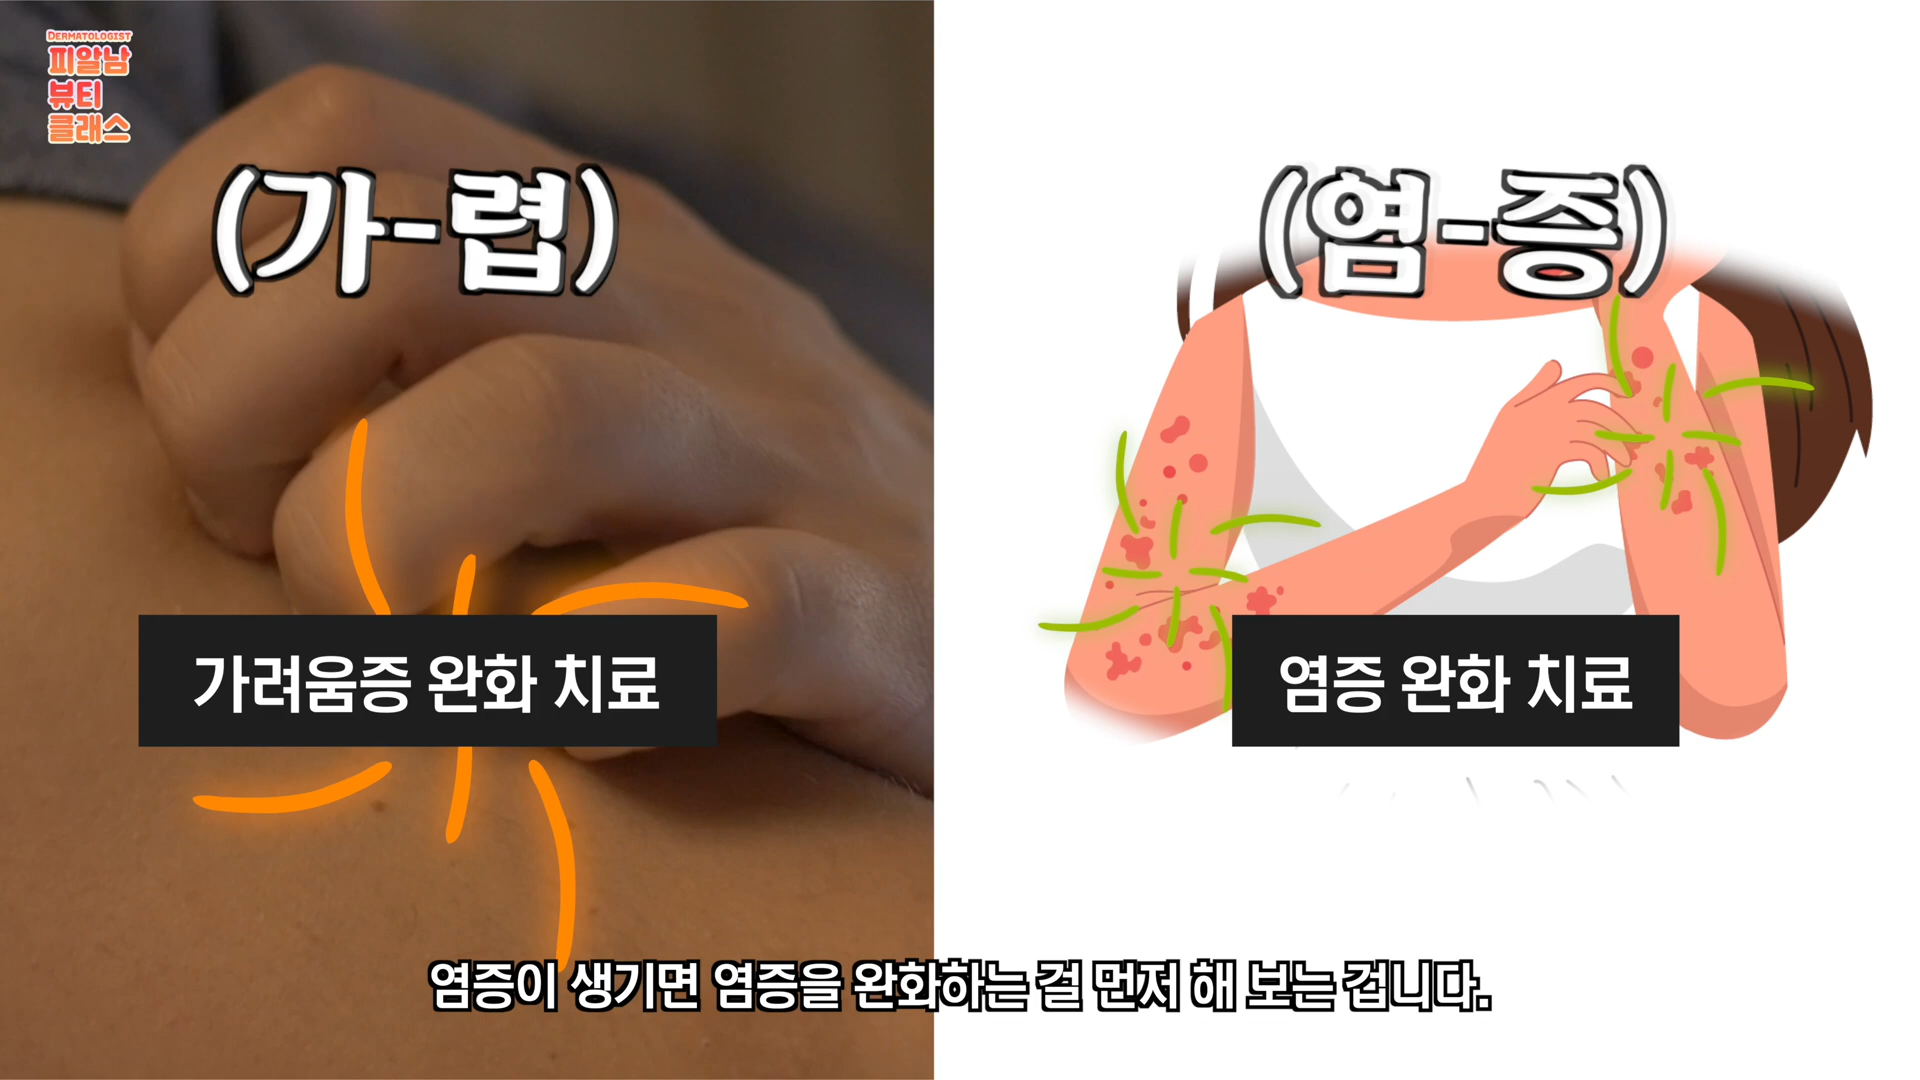 DERMATOLOGIST
피알남
뷰티
클래스
(가-렵)
(염-증)
가려움증 완화 치료
염증 완화 치료
염증이 생기면 염증을 완화하는 걸 먼저 해 보는 겁니다.